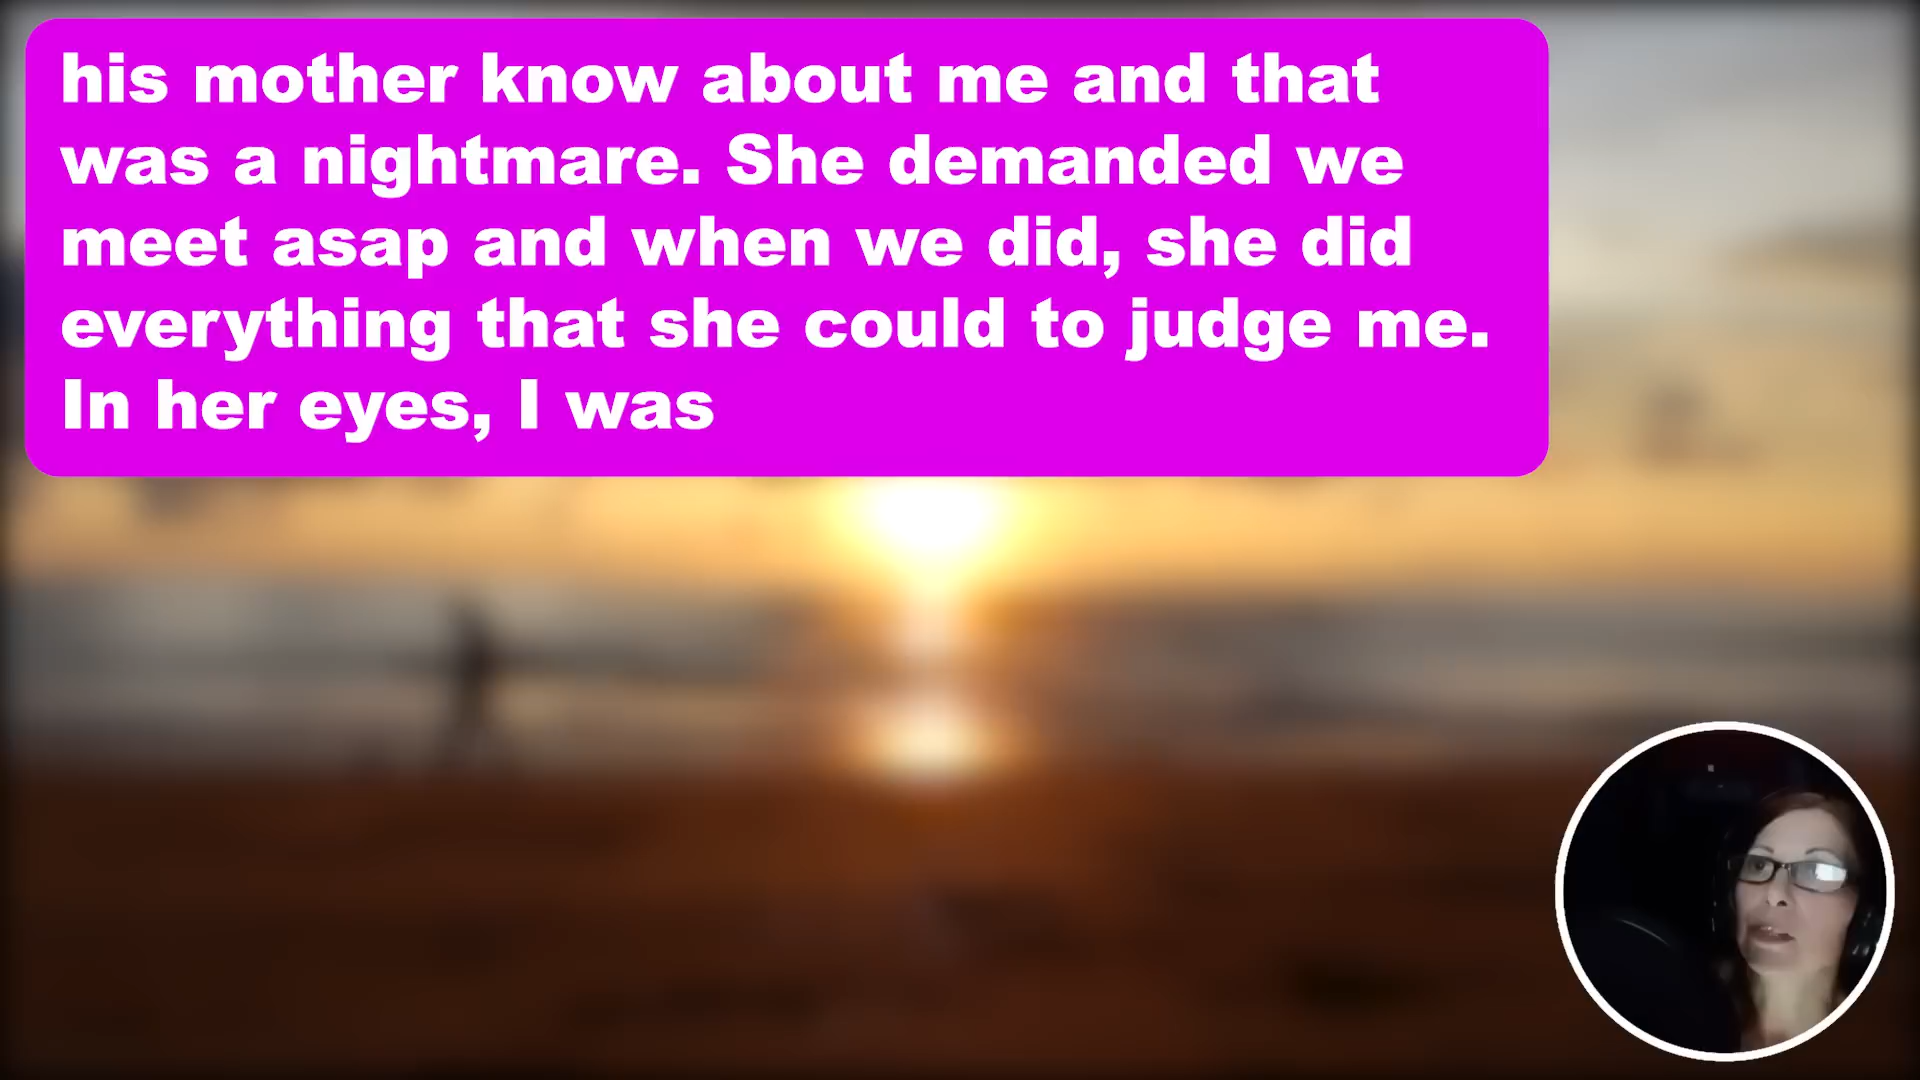 his mother know about me and that
was a nightmare. She demanded we
meet asap and when we did, she did
everything that she could to judge me.
In her eyes, I was